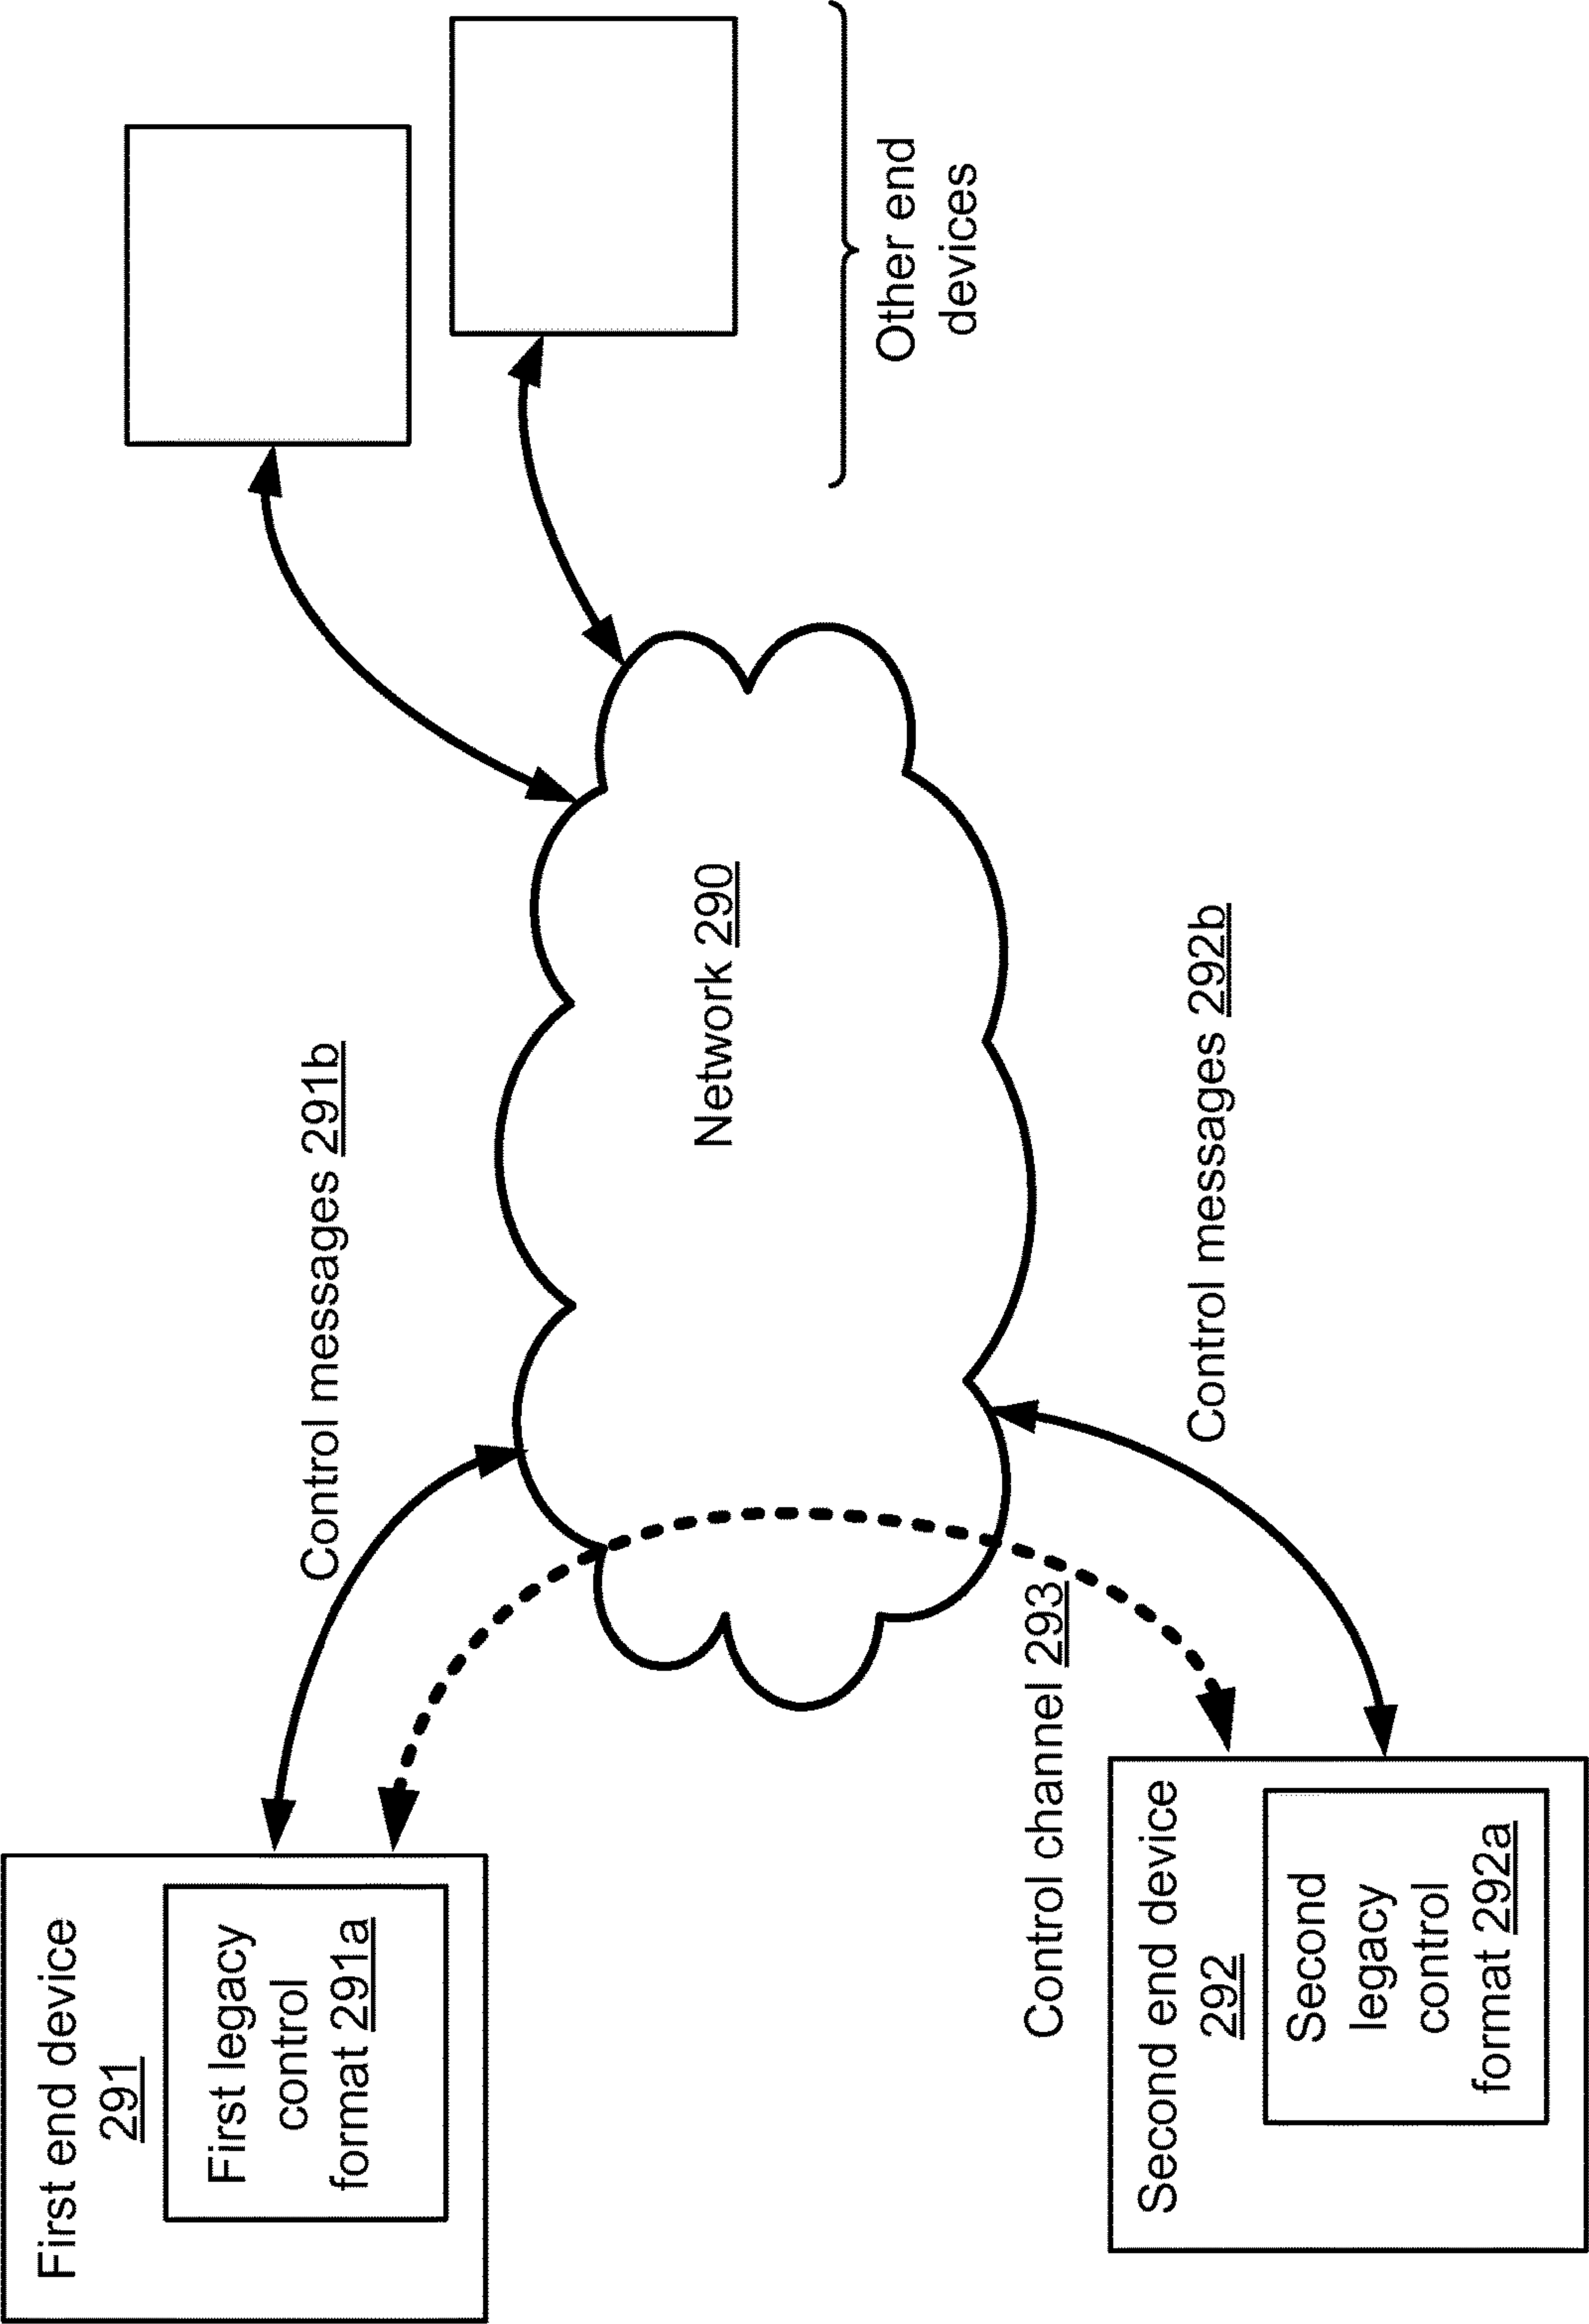 First end device
291
First legacy
control
format 291a
Control messages 291b
Network 290
Other end
devices
Control channel 293
Control messages 292b
Second end device
292
Second
legacy
control
format 292a